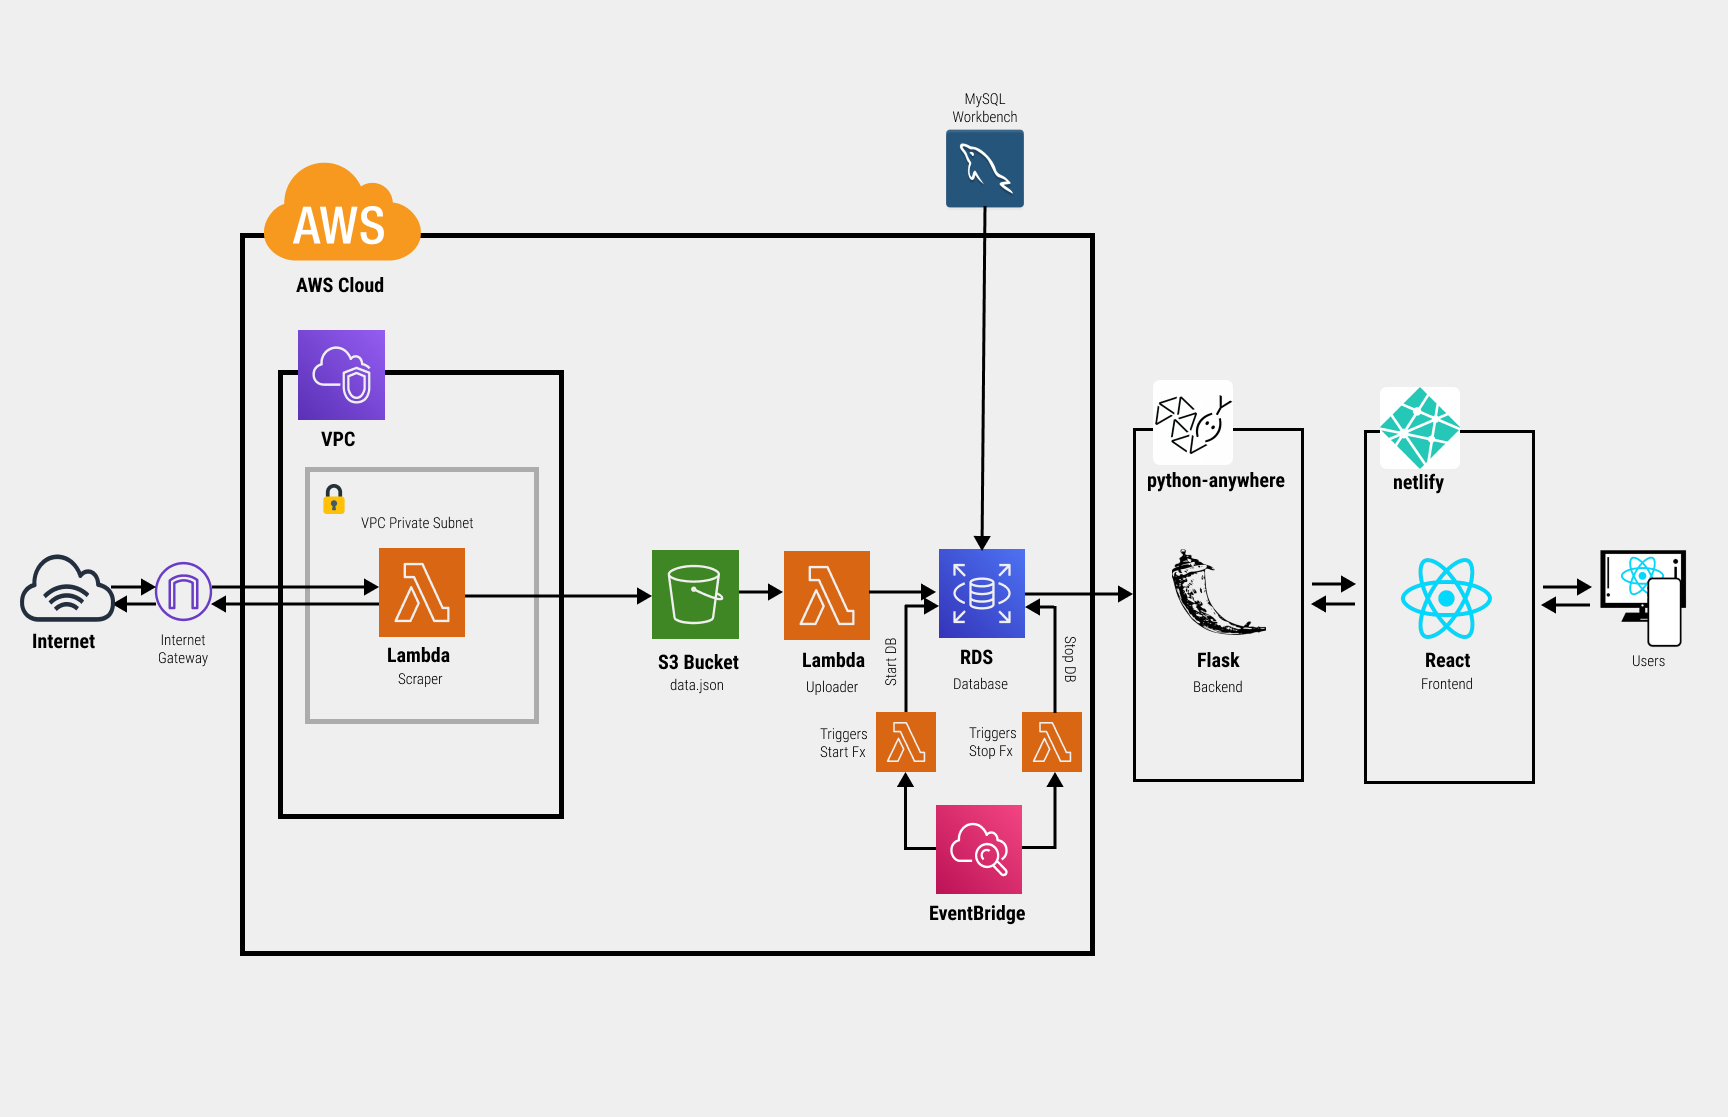 MySQL
Workbench
AWS
AWS Cloud
VPC
VPC Private Subnet
Internet
Internet
Gateway
Lambda
Scraper
S3 Bucket
data.json
Lambda
Uploader
Start DB
RDS
Database
Stop DB
Triggers
Start Fx
Triggers
Stop Fx
EventBridge
python-anywhere
Flask
Backend
netlify
React
Frontend
Users